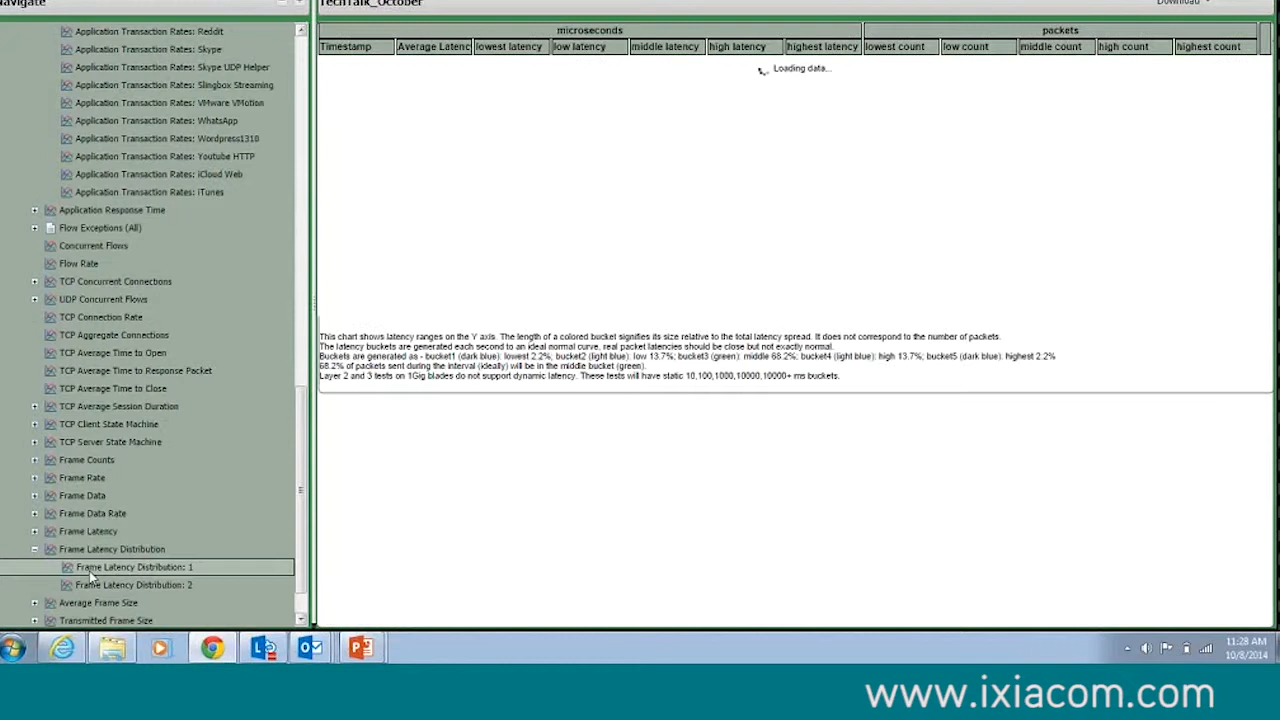 Navigate
TechTalk_October
Download
Application Transaction Rates: Reddit
Application Transaction Rates: Skype
Application Transaction Rates: Skype UDP Helper
Application Transaction Rates: Slingbox Streaming
Application Transaction Rates: VMware VMotion
Application Transaction Rates: WhatsApp
Application Transaction Rates: Wordpress1310
Application Transaction Rates: Youtube HTTP
Application Transaction Rates: iCloud Web
Application Transaction Rates: iTunes
Application Response Time
Flow Exceptions (All)
Concurrent Flows
Flow Rate
TCP Concurrent Connections
UDP Concurrent Flows
TCP Connection Rate
TCP Aggregate Connections
TCP Average Time to Open
TCP Average Time to Response Packet
TCP Average Time to Close
TCP Average Session Duration
TCP Client State Machine
TCP Server State Machine
Frame Counts
Frame Rate
Frame Data
Frame Data Rate
Frame Latency
Frame Latency Distribution
Frame Latency Distribution: 1
Frame Latency Distribution: 2
Average Frame Size
Transmitted Frame Size
microseconds packets
Timestamp Average Latenc lowest latency low latency middle latency high latency highest latency lowest count low count middle count high count highest count
Loading data...
This chart shows latency ranges on the Y axis. The length of a colored bucket signifies its size relative to the total latency spread. It does not correspond to the number of packets.
The latency buckets are generated each second to an ideal normal curve, real packet latencies should be close but not exactly normal.
Buckets are generated as - bucket1 (dark blue): lowest 2.2%; bucket2 (light blue): low 13.7%; bucket3 (green): middle 68.2%; bucket4 (light blue): high 13.7%; bucket5 (dark blue): highest 2.2%
68.2% of packets sent during the interval (ideally) will be in the middle bucket (green).
Layer 2 and 3 tests on 1Gig blades do not support dynamic latency. These tests will have static 10,100,1000,10000,10000+ ms buckets.
11:28 AM
10/8/2014
www.ixiacom.com